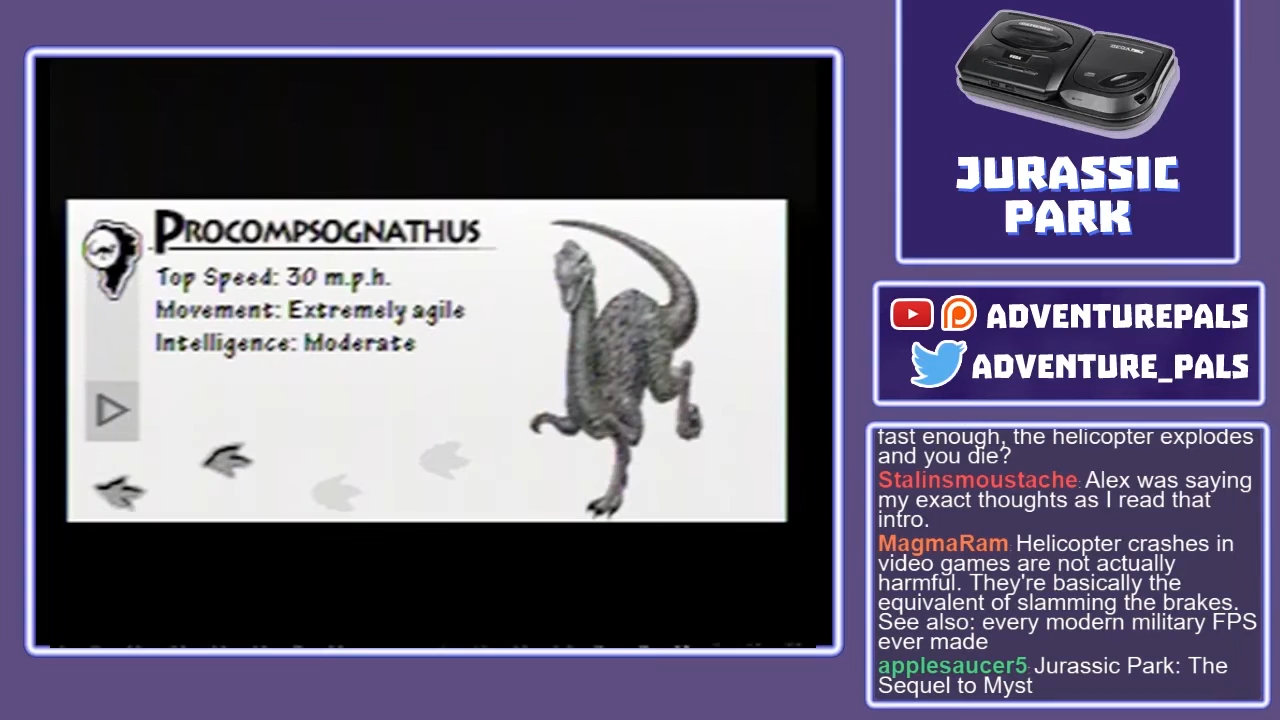 PROCOMPSOGNATHUS
Top Speed: 30 m.p.h.
Movement: Extremely agile
Intelligence: Moderate
JURASSIC
PARK
ADVENTUREPALS
ADVENTURE_PALS
fast enough, the helicopter explodes
and you die?
Stalinsmoustache: Alex was saying
my exact thoughts as I read that
intro.
MagmaRam: Helicopter crashes in
video games are not actually
harmful. They're basically the
equivalent of slamming the brakes.
See also: every modern military FPS
ever made
applesaucer5: Jurassic Park: The
Sequel to Myst